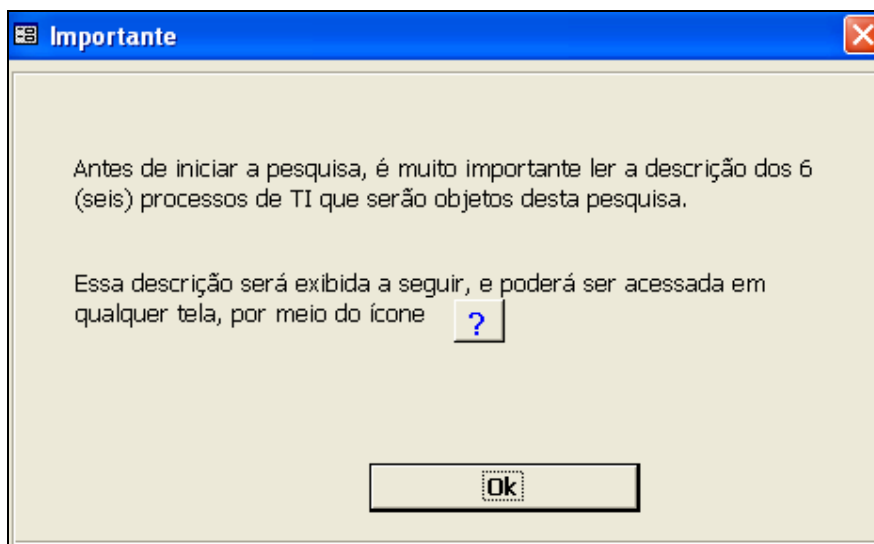 Importante
Antes de iniciar a pesquisa, é muito importante ler a descrição dos 6
(seis) processos de TI que serão objetos desta pesquisa.
Essa descrição será exibida a seguir, e poderá ser acessada em
qualquer tela, por meio do ícone ?
Ok